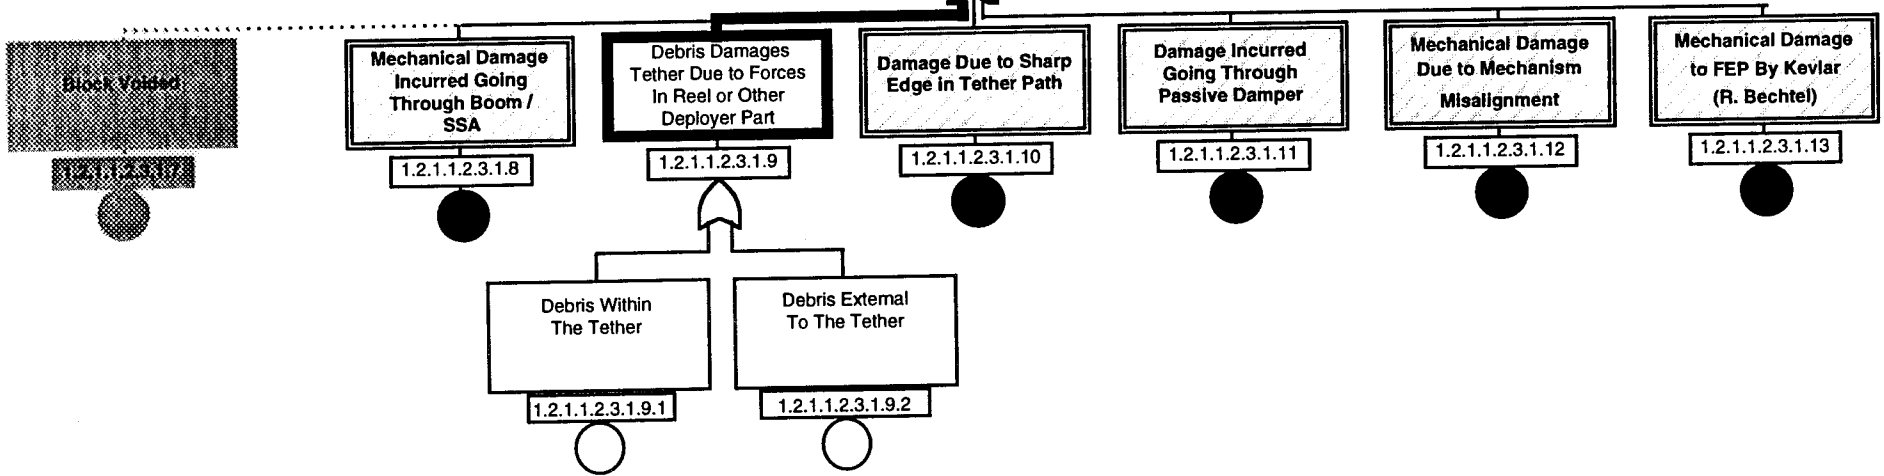 Block Voided
1.2.1.1.2.3.1.7
Mechanical Damage
Incurred Going
Through Boom /
SSA
1.2.1.1.2.3.1.8
Debris Damages
Tether Due to Forces
In Reel or Other
Deployer Part
1.2.1.1.2.3.1.9
Damage Due to Sharp
Edge in Tether Path
1.2.1.1.2.3.1.10
Damage Incurred
Going Through
Passive Damper
1.2.1.1.2.3.1.11
Mechanical Damage
Due to Mechanism
Misalignment
1.2.1.1.2.3.1.12
Mechanical Damage
to FEP By Kevlar
(R. Bechtel)
1.2.1.1.2.3.1.13
Debris Within
The Tether
1.2.1.1.2.3.1.9.1
Debris External
To The Tether
1.2.1.1.2.3.1.9.2